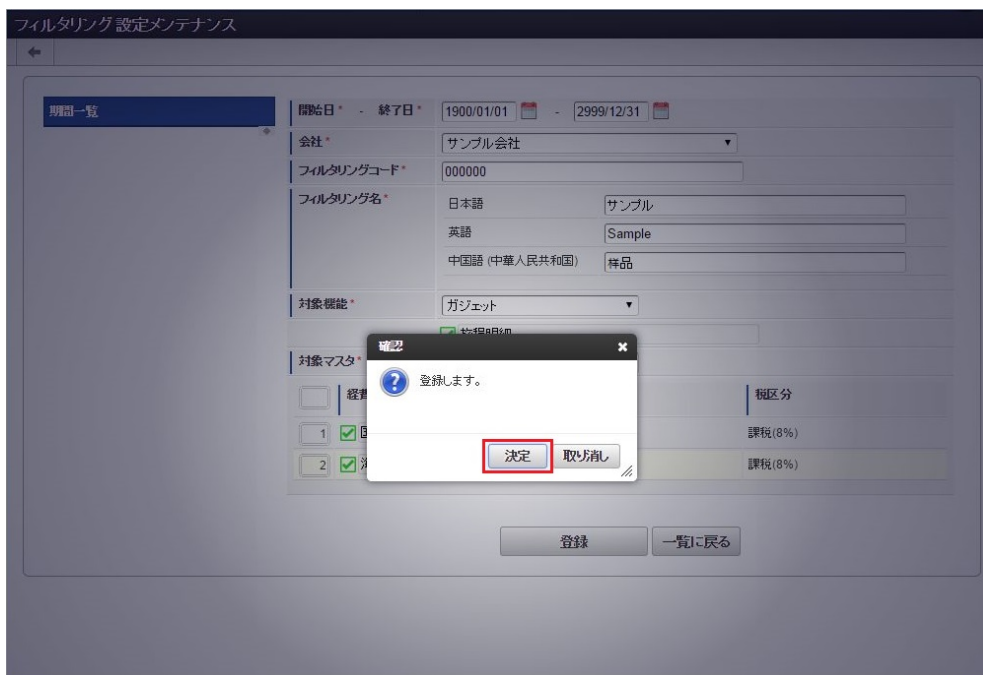 フィルタリング設定メンテナンス
期間一覧
開始日* - 終了日* 1900/01/01 - 2999/12/31
会社* サンプル会社
フィルタリングコード* 000000
フィルタリング名* 日本語 サンプル
英語 Sample
中国語 (中華人民共和国) 样品
対象機能* ガジェット
旅程明細
確認
対象マスタ*
登録します。
経費
税区分
1 課税(8%)
2 課税(8%)
決定 取り消し
登録 一覧に戻る